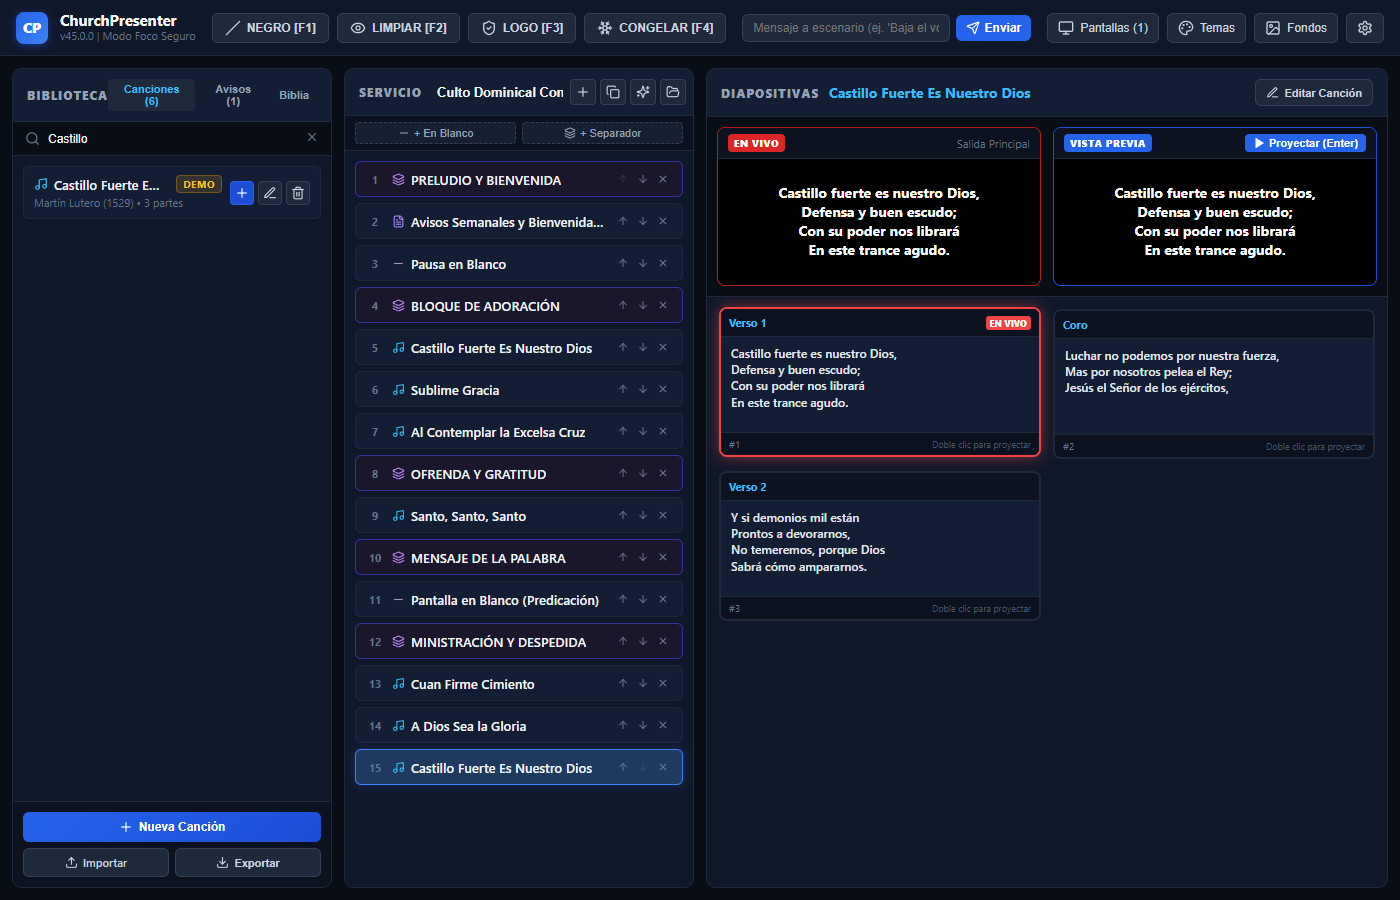 CP
ChurchPresenter
v45.0.0 | Modo Foco Seguro
NEGRO [F1]
LIMPIAR [F2]
LOGO [F3]
CONGELAR [F4]
Mensaje a escenario (ej. 'Baja el vo
Enviar
Pantallas (1)
Temas
Fondos
BIBLIOTECA
Canciones
(6)
Avisos
(1)
Biblia
Castillo
Castillo Fuerte E...
DEMO
Martín Lutero (1529) • 3 partes
Nueva Canción
Importar
Exportar
SERVICIO
Culto Dominical Con
+ En Blanco
+ Separador
1 PRELUDIO Y BIENVENIDA
2 Avisos Semanales y Bienvenida...
3 Pausa en Blanco
4 BLOQUE DE ADORACIÓN
5 Castillo Fuerte Es Nuestro Dios
6 Sublime Gracia
7 Al Contemplar la Excelsa Cruz
8 OFRENDA Y GRATITUD
9 Santo, Santo, Santo
10 MENSAJE DE LA PALABRA
11 Pantalla en Blanco (Predicación)
12 MINISTRACIÓN Y DESPEDIDA
13 Cuan Firme Cimiento
14 A Dios Sea la Gloria
15 Castillo Fuerte Es Nuestro Dios
DIAPOSITIVAS
Castillo Fuerte Es Nuestro Dios
Editar Canción
EN VIVO
Salida Principal
Castillo fuerte es nuestro Dios,
Defensa y buen escudo;
Con su poder nos librará
En este trance agudo.
VISTA PREVIA
Proyectar (Enter)
Castillo fuerte es nuestro Dios,
Defensa y buen escudo;
Con su poder nos librará
En este trance agudo.
Verso 1
EN VIVO
Castillo fuerte es nuestro Dios,
Defensa y buen escudo;
Con su poder nos librará
En este trance agudo.
#1
Doble clic para proyectar
Coro
Luchar no podemos por nuestra fuerza,
Mas por nosotros pelea el Rey;
Jesús el Señor de los ejércitos,
#2
Doble clic para proyectar
Verso 2
Y si demonios mil están
Prontos a devorarnos,
No temeremos, porque Dios
Sabrá cómo ampararnos.
#3
Doble clic para proyectar